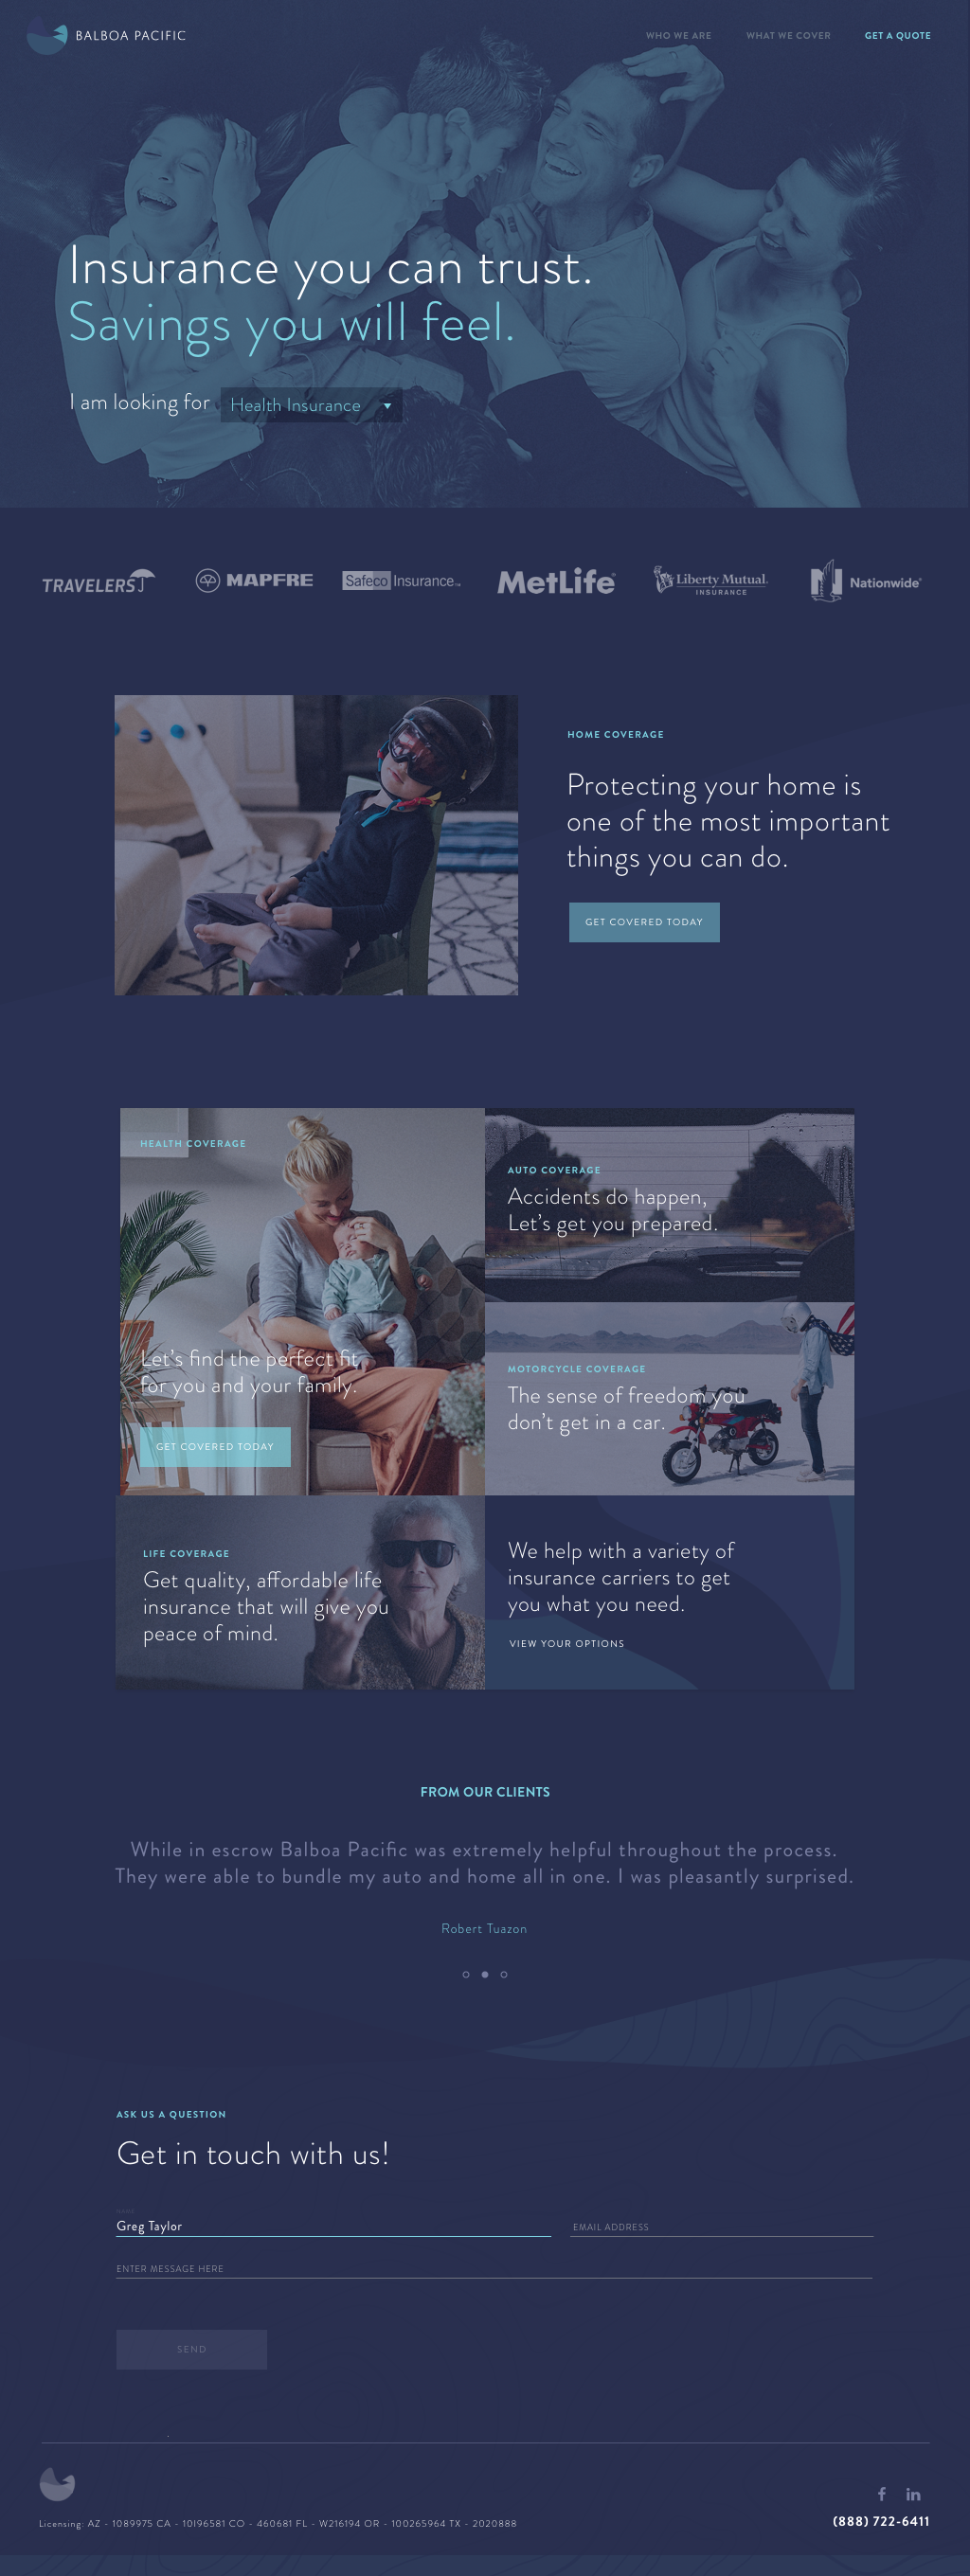 BALBOA PACIFIC
WHO WE ARE
WHAT WE COVER
GET A QUOTE
Insurance you can trust.
Savings you will feel.
I am looking for
Health Insurance
TRAVELERS
MAPFRE
Safeco Insurance™
MetLife®
Liberty Mutual.
INSURANCE
Nationwide®
HOME COVERAGE
Protecting your home is
one of the most important
things you can do.
GET COVERED TODAY
HEALTH COVERAGE
Let’s find the perfect fit
for you and your family.
GET COVERED TODAY
AUTO COVERAGE
Accidents do happen,
Let’s get you prepared.
MOTORCYCLE COVERAGE
The sense of freedom you
don’t get in a car.
LIFE COVERAGE
Get quality, affordable life
insurance that will give you
peace of mind.
We help with a variety of
insurance carriers to get
you what you need.
VIEW YOUR OPTIONS
FROM OUR CLIENTS
While in escrow Balboa Pacific was extremely helpful throughout the process.
They were able to bundle my auto and home all in one. I was pleasantly surprised.
Robert Tuazon
ASK US A QUESTION
Get in touch with us!
Greg Taylor
EMAIL ADDRESS
ENTER MESSAGE HERE
SEND
Licensing: AZ - 1089975 CA - 10I96581 CO - 460681 FL - W216194 OR - 100265964 TX - 2020888
(888) 722-6411